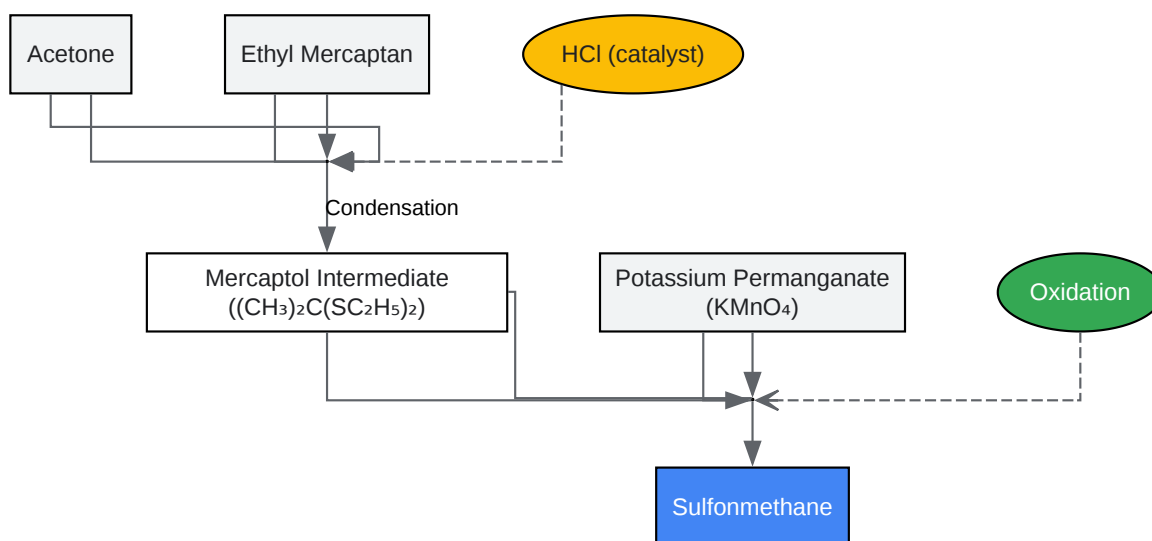 Acetone
Ethyl Mercaptan
HCl (catalyst)
Condensation
Mercaptol Intermediate
((CH₃)₂C(SC₂H₅)₂)
Potassium Permanganate
(KMnO₄)
Oxidation
Sulfonmethane